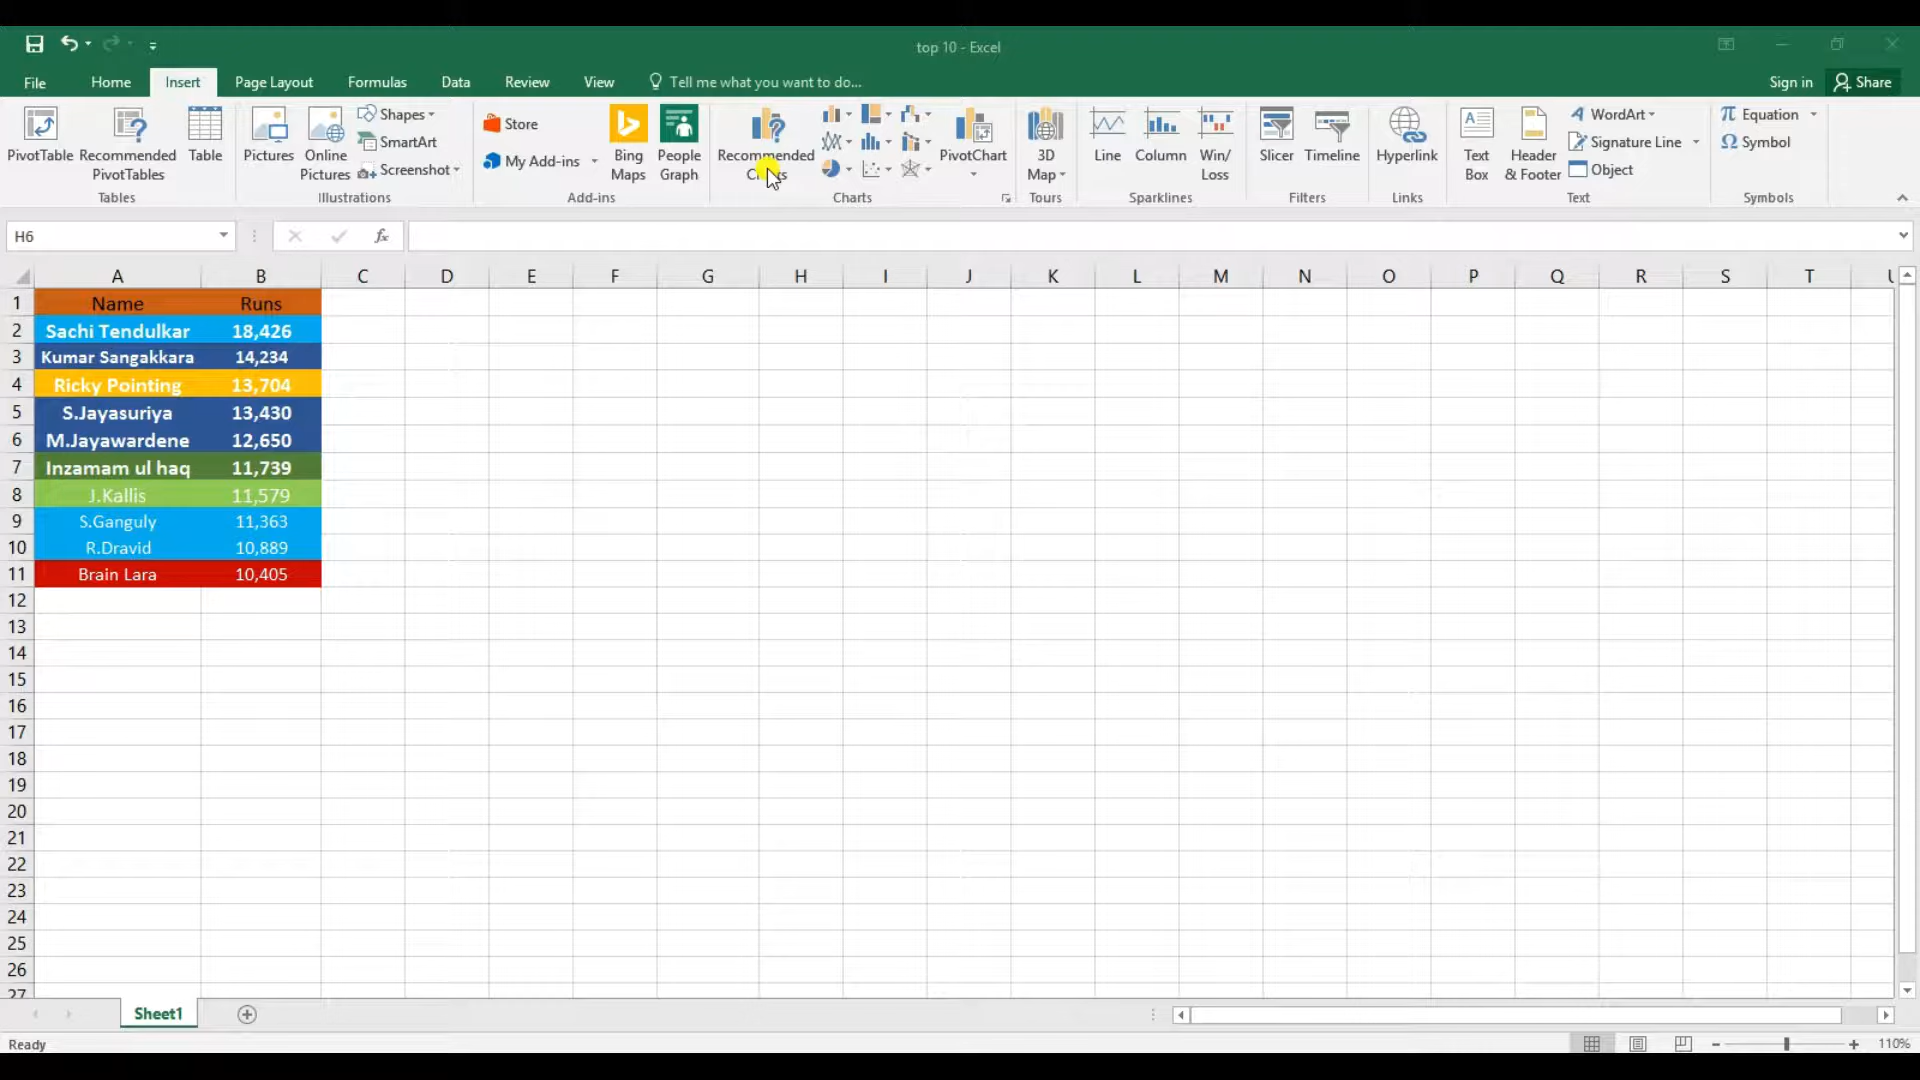 top 10 - Excel
File Home Insert Page Layout Formulas Data Review View Tell me what you want to do... Sign in Share
PivotTable Recommended PivotTables Table
Tables
Pictures Online Pictures Shapes SmartArt Screenshot
Illustrations
Store My Add-ins Bing Maps People Graph
Add-ins
Recommended PivotChart
Charts
3D Map
Tours
Line Column Win/Loss
Sparklines
Slicer Timeline
Filters
Hyperlink
Links
Text Box Header & Footer WordArt Signature Line Object
Text
Equation Symbol
Symbols
H6 fx
A B C D E F G H I J K L M N O P Q R S T
1 Name Runs
2 Sachi Tendulkar 18,426
3 Kumar Sangakkara 14,234
4 Ricky Pointing 13,704
5 S.Jayasuriya 13,430
6 M.Jayawardene 12,650
7 Inzamam ul haq 11,739
8 J.Kallis 11,579
9 S.Ganguly 11,363
10 R.Dravid 10,889
11 Brain Lara 10,405
12
13
14
15
16
17
18
19
20
21
22
23
24
25
26
27
Sheet1
Ready 110%